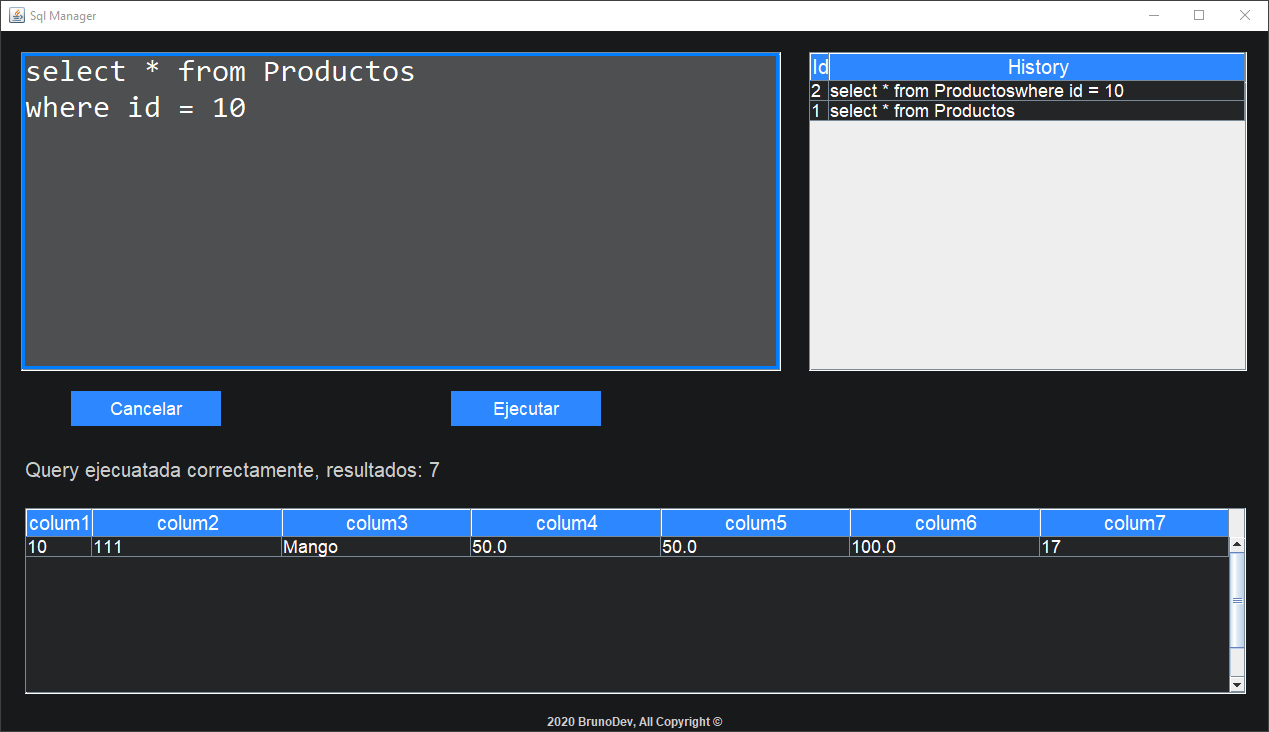 Sql Manager
select * from Productos
where id = 10
Id History
2 select * from Productoswhere id = 10
1 select * from Productos
Cancelar Ejecutar
Query ejecuatada correctamente, resultados: 7
colum1 colum2 colum3 colum4 colum5 colum6 colum7
10 111 Mango 50.0 50.0 100.0 17
2020 BrunoDev, All Copyright ©